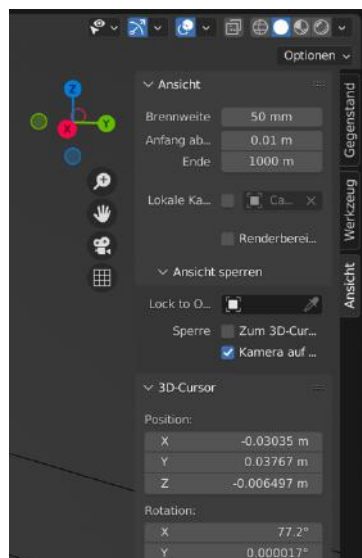 Optionen
Z
Y
X
Ansicht
Brennweite 50 mm
Anfang ab... 0.01 m
Ende 1000 m
Lokale Ka... Ca...
Renderberei...
Ansicht sperren
Lock to O...
Sperre Zum 3D-Cur...
Kamera auf ...
3D-Cursor
Position:
X -0.03035 m
Y 0.03767 m
Z -0.006497 m
Rotation:
X 77.2°
Y 0.000017°
Gegenstand
Werkzeug
Ansicht